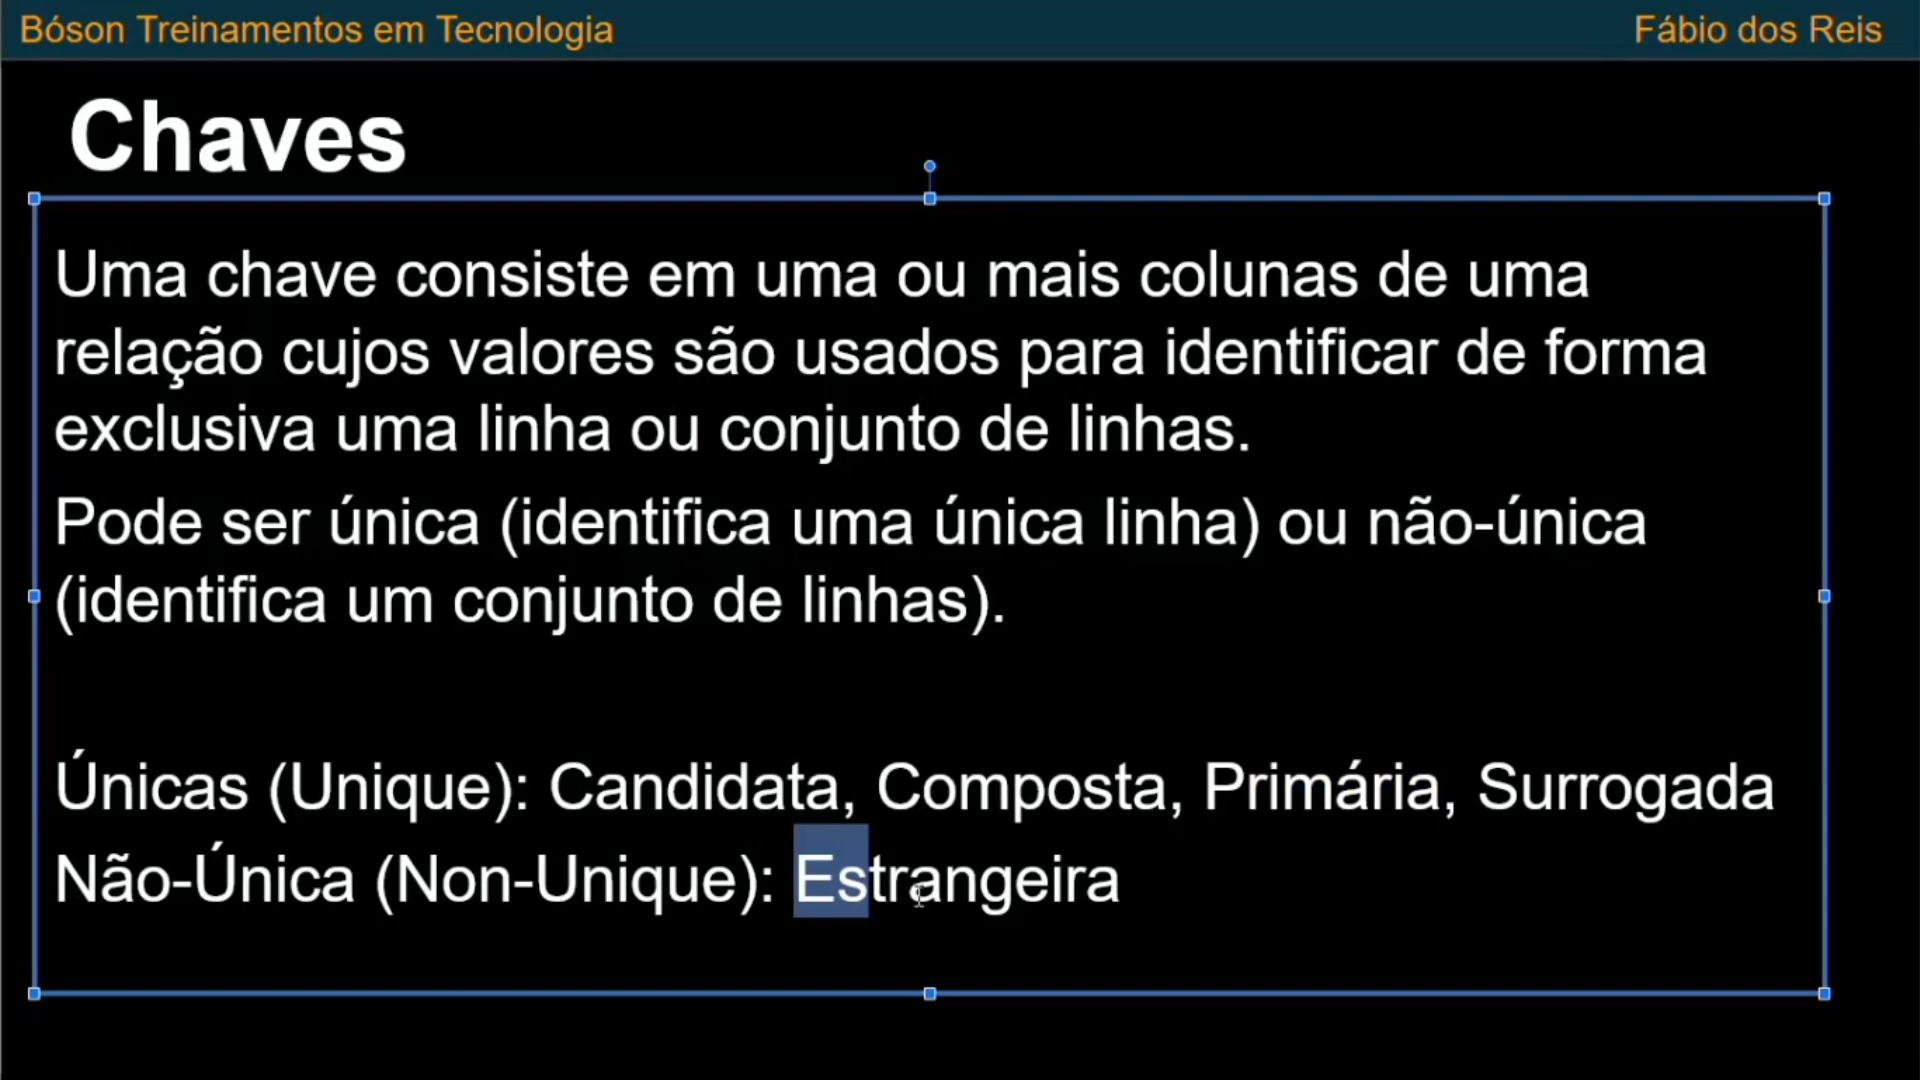 Bóson Treinamentos em Tecnologia
Fábio dos Reis
Chaves
Uma chave consiste em uma ou mais colunas de uma
relação cujos valores são usados para identificar de forma
exclusiva uma linha ou conjunto de linhas.
Pode ser única (identifica uma única linha) ou não-única
(identifica um conjunto de linhas).
Únicas (Unique): Candidata, Composta, Primária, Surrogada
Não-Única (Non-Unique): Estrangeira